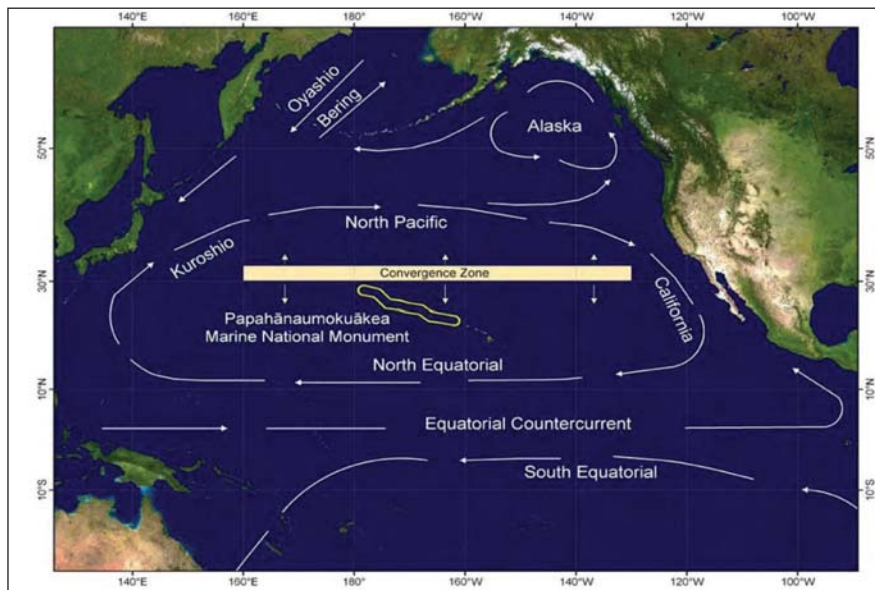 140°E 160°E 180° 160°W 140°W 120°W 100°W
Oyashio
Bering
Alaska
50°N 50°N
North Pacific
Kuroshio
Convergence Zone
30°N 30°N
California
Papahānaumokuākea
Marine National Monument
North Equatorial
10°N 10°N
Equatorial Countercurrent
South Equatorial
10°S 10°S
140°E 160°E 180° 160°W 140°W 120°W 100°W